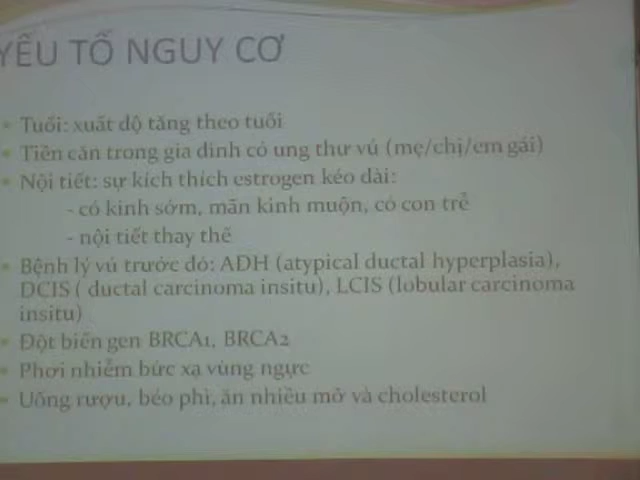 YẾU TỐ NGUY CƠ
• Tuổi: xuất độ tăng theo tuổi
• Tiền căn trong gia đình có ung thư vú (mẹ/chị/em gái)
• Nội tiết: sự kích thích estrogen kéo dài:
- có kinh sớm, mãn kinh muộn, có con trễ
- nội tiết thay thế
• Bệnh lý vú trước đó: ADH (atypical ductal hyperplasia),
DCIS ( ductal carcinoma insitu), LCIS (lobular carcinoma
insitu)
• Đột biến gen BRCA1, BRCA2
• Phơi nhiễm bức xạ vùng ngực
• Uống rượu, béo phì, ăn nhiều mở và cholesterol